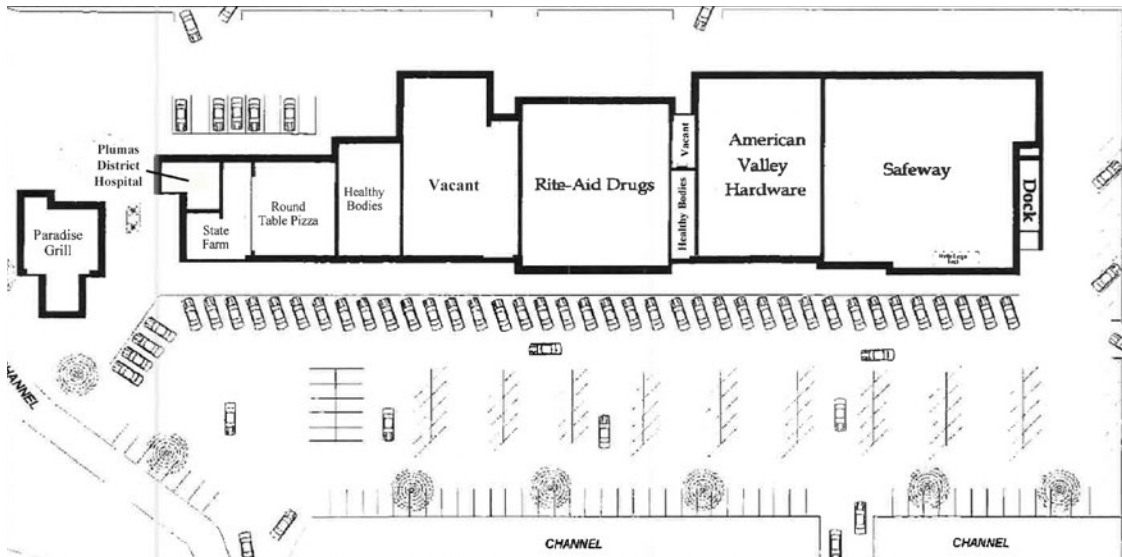 Plumas
District
Hospital
Paradise
Grill
State
Farm
Round
Table Pizza
Healthy
Bodies
Vacant
Rite-Aid Drugs
Vacant
Healthy Bodies
American
Valley
Hardware
Safeway
Dock
CHANNEL
CHANNEL
CHANNEL